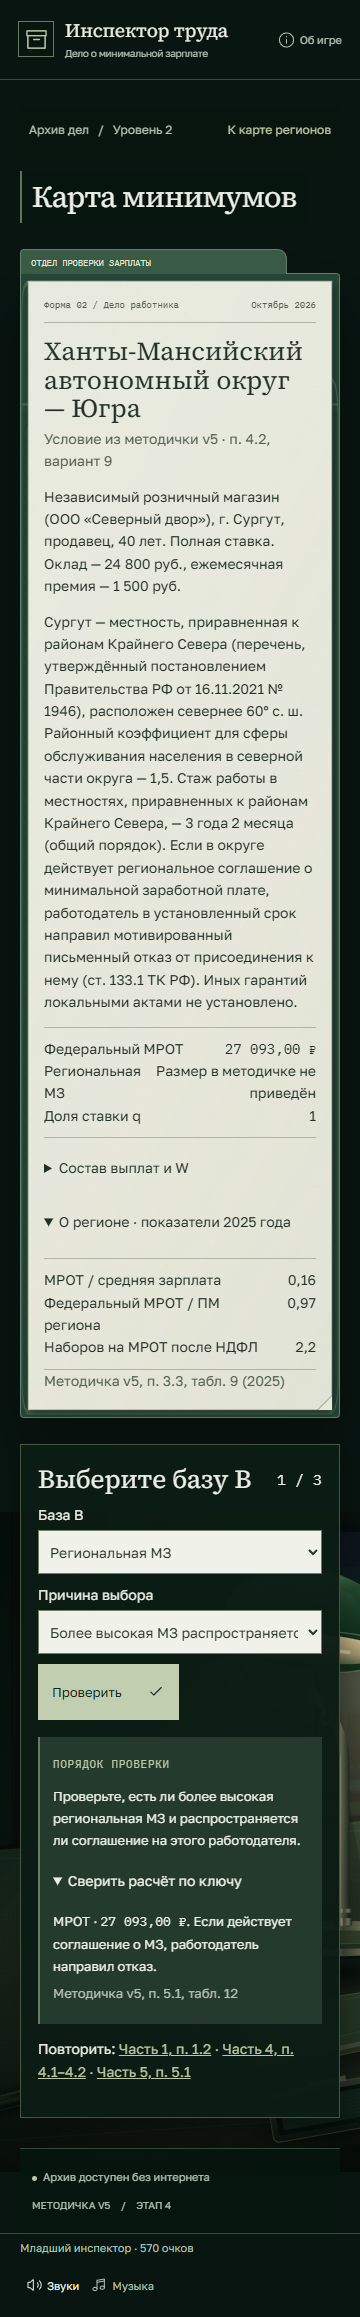 Инспектор труда
Дело о минимальной зарплате
Об игре
Архив дел / Уровень 2
К карте регионов
Карта минимумов
ОТДЕЛ ПРОВЕРКИ ЗАРПЛАТЫ
Форма 02 / Дело работника
Октябрь 2026
Ханты-Мансийский
автономный округ
— Югра
Условие из методички v5 · п. 4.2,
вариант 9
Независимый розничный магазин
(ООО «Северный двор»), г. Сургут,
продавец, 40 лет. Полная ставка.
Оклад — 24 800 руб., ежемесячная
премия — 1 500 руб.
Сургут — местность, приравненная к
районам Крайнего Севера (перечень,
утверждённый постановлением
Правительства РФ от 16.11.2021 №
1946), расположен севернее 60° с. ш.
Районный коэффициент для сферы
обслуживания населения в северной
части округа — 1,5. Стаж работы в
местностях, приравненных к районам
Крайнего Севера, — 3 года 2 месяца
(общий порядок). Если в округе
действует региональное соглашение о
минимальной заработной плате,
работодатель в установленный срок
направил мотивированный
письменный отказ от присоединения к
нему (ст. 133.1 ТК РФ). Иных гарантий
локальными актами не установлено.
Федеральный МРОТ 27 093,00 ₽
Региональная Размер в методичке не
МЗ приведён
Доля ставки q 1
▶ Состав выплат и W
▼ О регионе · показатели 2025 года
МРОТ / средняя зарплата 0,16
Федеральный МРОТ / ПМ 0,97
региона
Наборов на МРОТ после НДФЛ 2,2
Методичка v5, п. 3.3, табл. 9 (2025)
Выберите базу B 1 / 3
База B
Региональная МЗ
Причина выбора
Более высокая МЗ распространяетс
Проверить
ПОРЯДОК ПРОВЕРКИ
Проверьте, есть ли более высокая
региональная МЗ и распространяется
ли соглашение на этого работодателя.
▼ Сверить расчёт по ключу
МРОТ · 27 093,00 ₽. Если действует
соглашение о МЗ, работодатель
направил отказ.
Методичка v5, п. 5.1, табл. 12
Повторить: Часть 1, п. 1.2 · Часть 4, п.
4.1–4.2 · Часть 5, п. 5.1
Архив доступен без интернета
МЕТОДИЧКА V5 / ЭТАП 4
Младший инспектор · 570 очков
Звуки Музыка